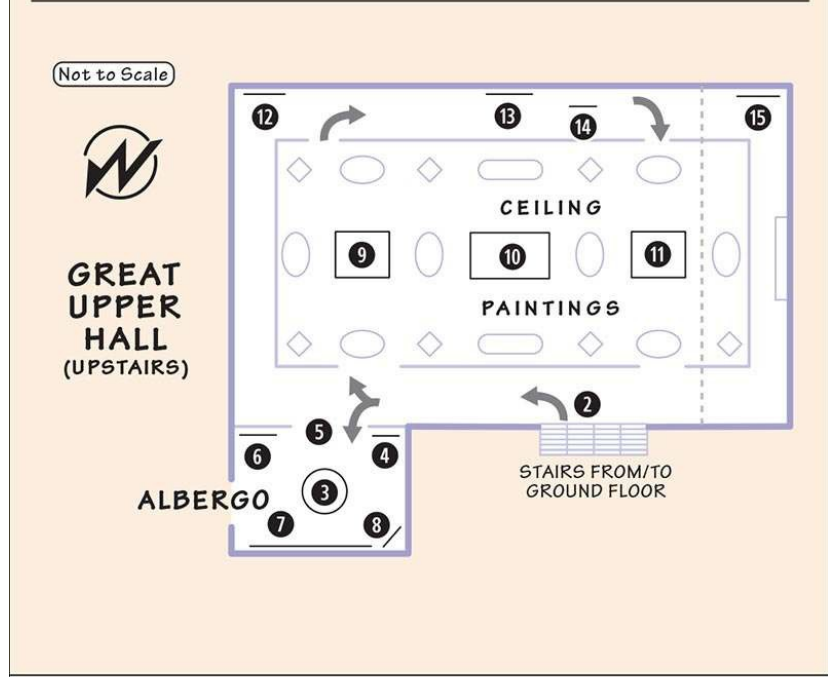 Not to Scale
N
GREAT
UPPER
HALL
(UPSTAIRS)
12
13
14
15
CEILING
9
10
11
PAINTINGS
2
STAIRS FROM/TO
GROUND FLOOR
5
6
4
ALBERGO
3
7
8